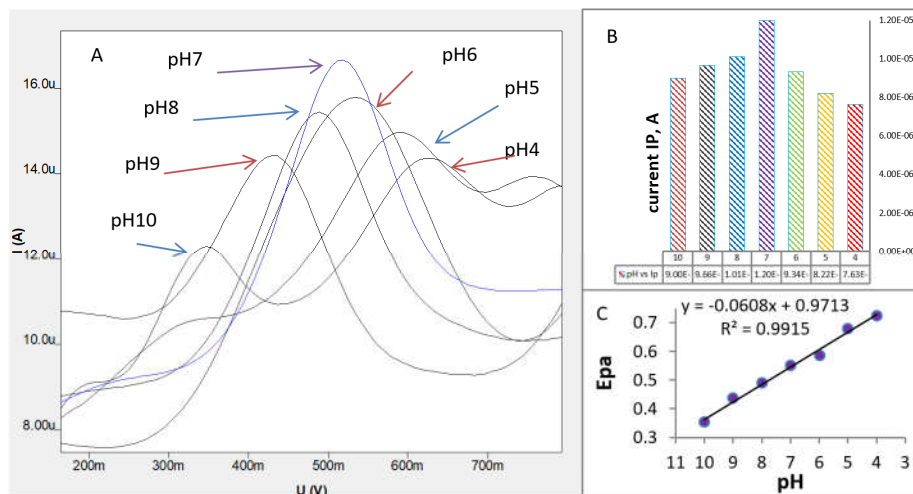 A
pH7
pH6
pH8
pH5
pH9
pH4
pH10
I (A)
16.0u
14.0u
12.0u
10.0u
8.00u
200m 300m 400m 500m 600m 700m
U (V)
B
current IP, A
1.20E-05
1.00E-05
8.00E-06
6.00E-06
4.00E-06
2.00E-06
0.00E+00
10 9 8 7 6 5 4
pH vs Ip 9.00E- 9.66E- 1.01E- 1.20E- 9.34E- 8.22E- 7.63E-
C
y = -0.0608x + 0.9713
R² = 0.9915
Epa
0.7
0.6
0.5
0.4
0.3
11 10 9 8 7 6 5 4 3
pH